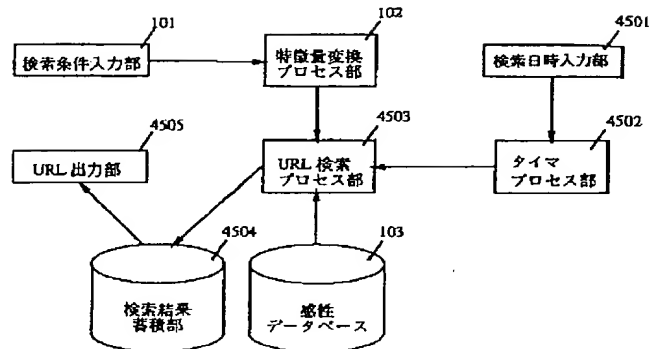 101
検索条件入力部
102
特徴量変換
プロセス部
4501
検索日時入力部
4505
URL出力部
4503
URL検索
プロセス部
4502
タイマ
プロセス部
4504
検索結果
蓄積部
103
感性
データベース